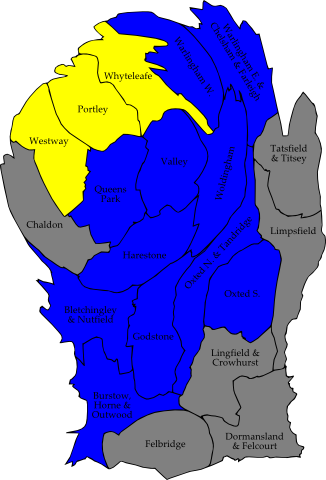 Warlingham E. &
Chelsham & Farleigh
Warlingham W.
Whyteleafe
Portley
Westway
Valley
Tatsfield
& Titsey
Queens
Park
Woldingham
Chaldon
Limpsfield
Harestone
Oxted N. & Tandridge
Oxted S.
Bletchingley
& Nutfield
Godstone
Lingfield &
Crowhurst
Burstow,
Horne &
Outwood
Felbridge
Dormansland
& Felcourt